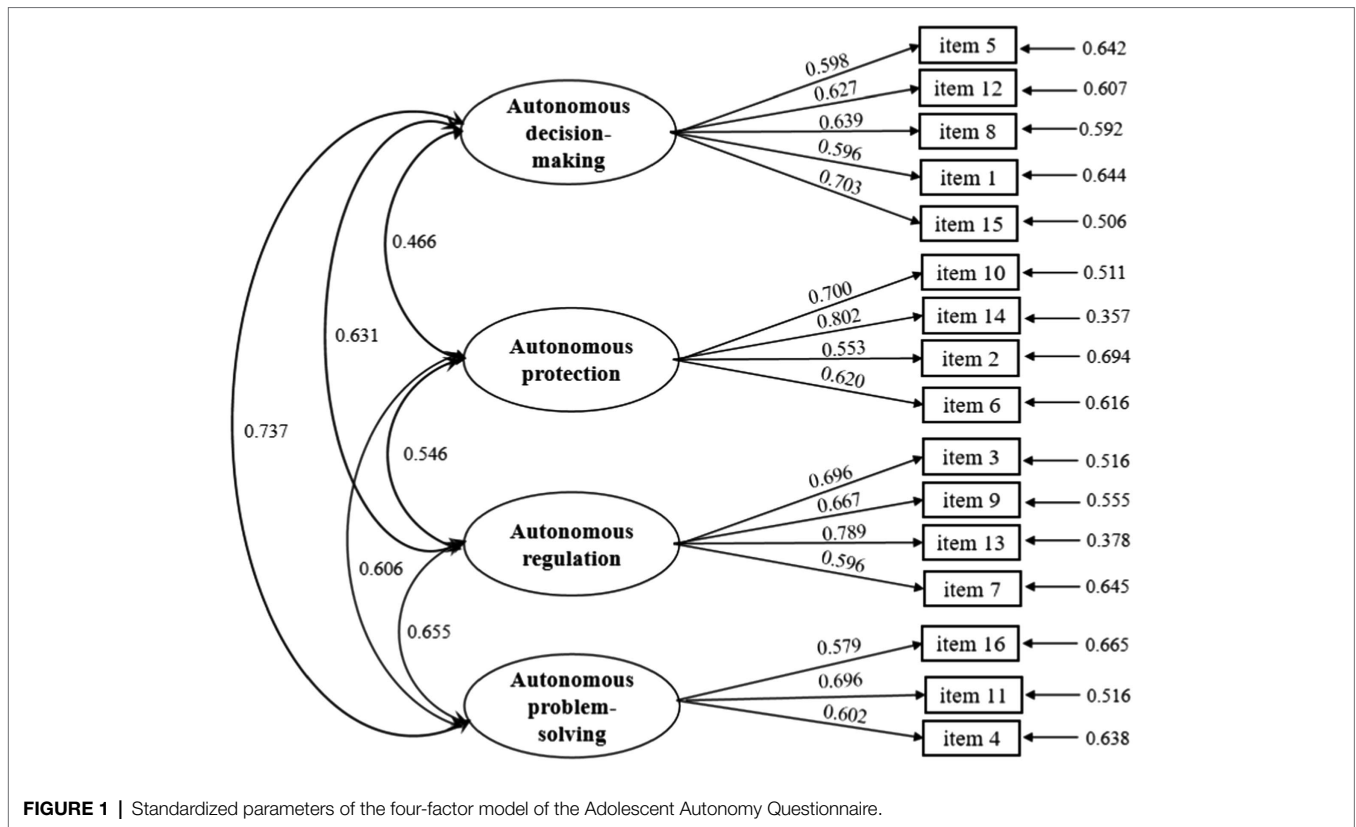 Autonomous
decision-
making
Autonomous
protection
Autonomous
regulation
Autonomous
problem-
solving
0.466
0.631
0.737
0.546
0.606
0.655
0.598
0.627
0.639
0.596
0.703
0.700
0.802
0.553
0.620
0.696
0.667
0.789
0.596
0.579
0.696
0.602
item 5 0.642
item 12 0.607
item 8 0.592
item 1 0.644
item 15 0.506
item 10 0.511
item 14 0.357
item 2 0.694
item 6 0.616
item 3 0.516
item 9 0.555
item 13 0.378
item 7 0.645
item 16 0.665
item 11 0.516
item 4 0.638
FIGURE 1 | Standardized parameters of the four-factor model of the Adolescent Autonomy Questionnaire.